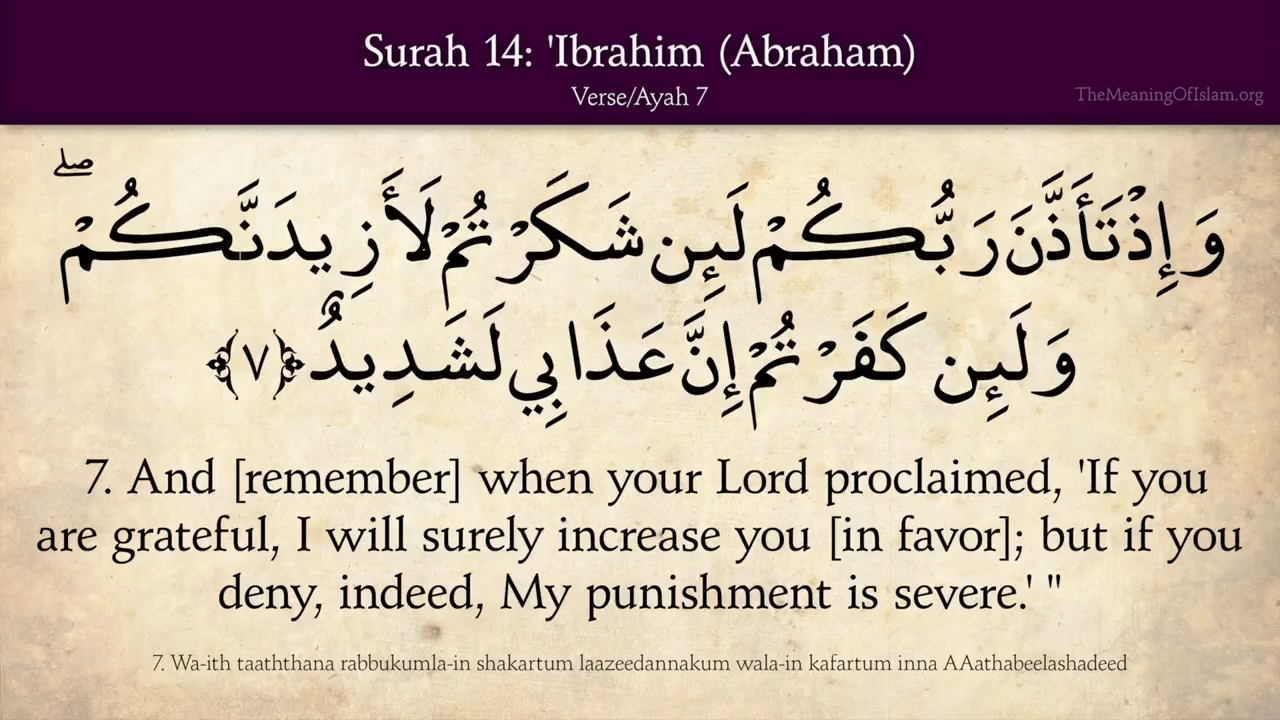 Surah 14: 'Ibrahim (Abraham)
Verse/Ayah 7
TheMeaningOfIslam.org
وَإِذْ تَأَذَّنَ رَبُّكُمْ لَئِن شَكَرْتُمْ لَأَزِيدَنَّكُمْ ۖ
وَلَئِن كَفَرْتُمْ إِنَّ عَذَابِي لَشَدِيدٌ ﴿٧﴾
7. And [remember] when your Lord proclaimed, 'If you
are grateful, I will surely increase you [in favor]; but if you
deny, indeed, My punishment is severe.' "
7. Wa-ith taaththana rabbukumla-in shakartum laazeedannakum wala-in kafartum inna AAathabeelashadeed